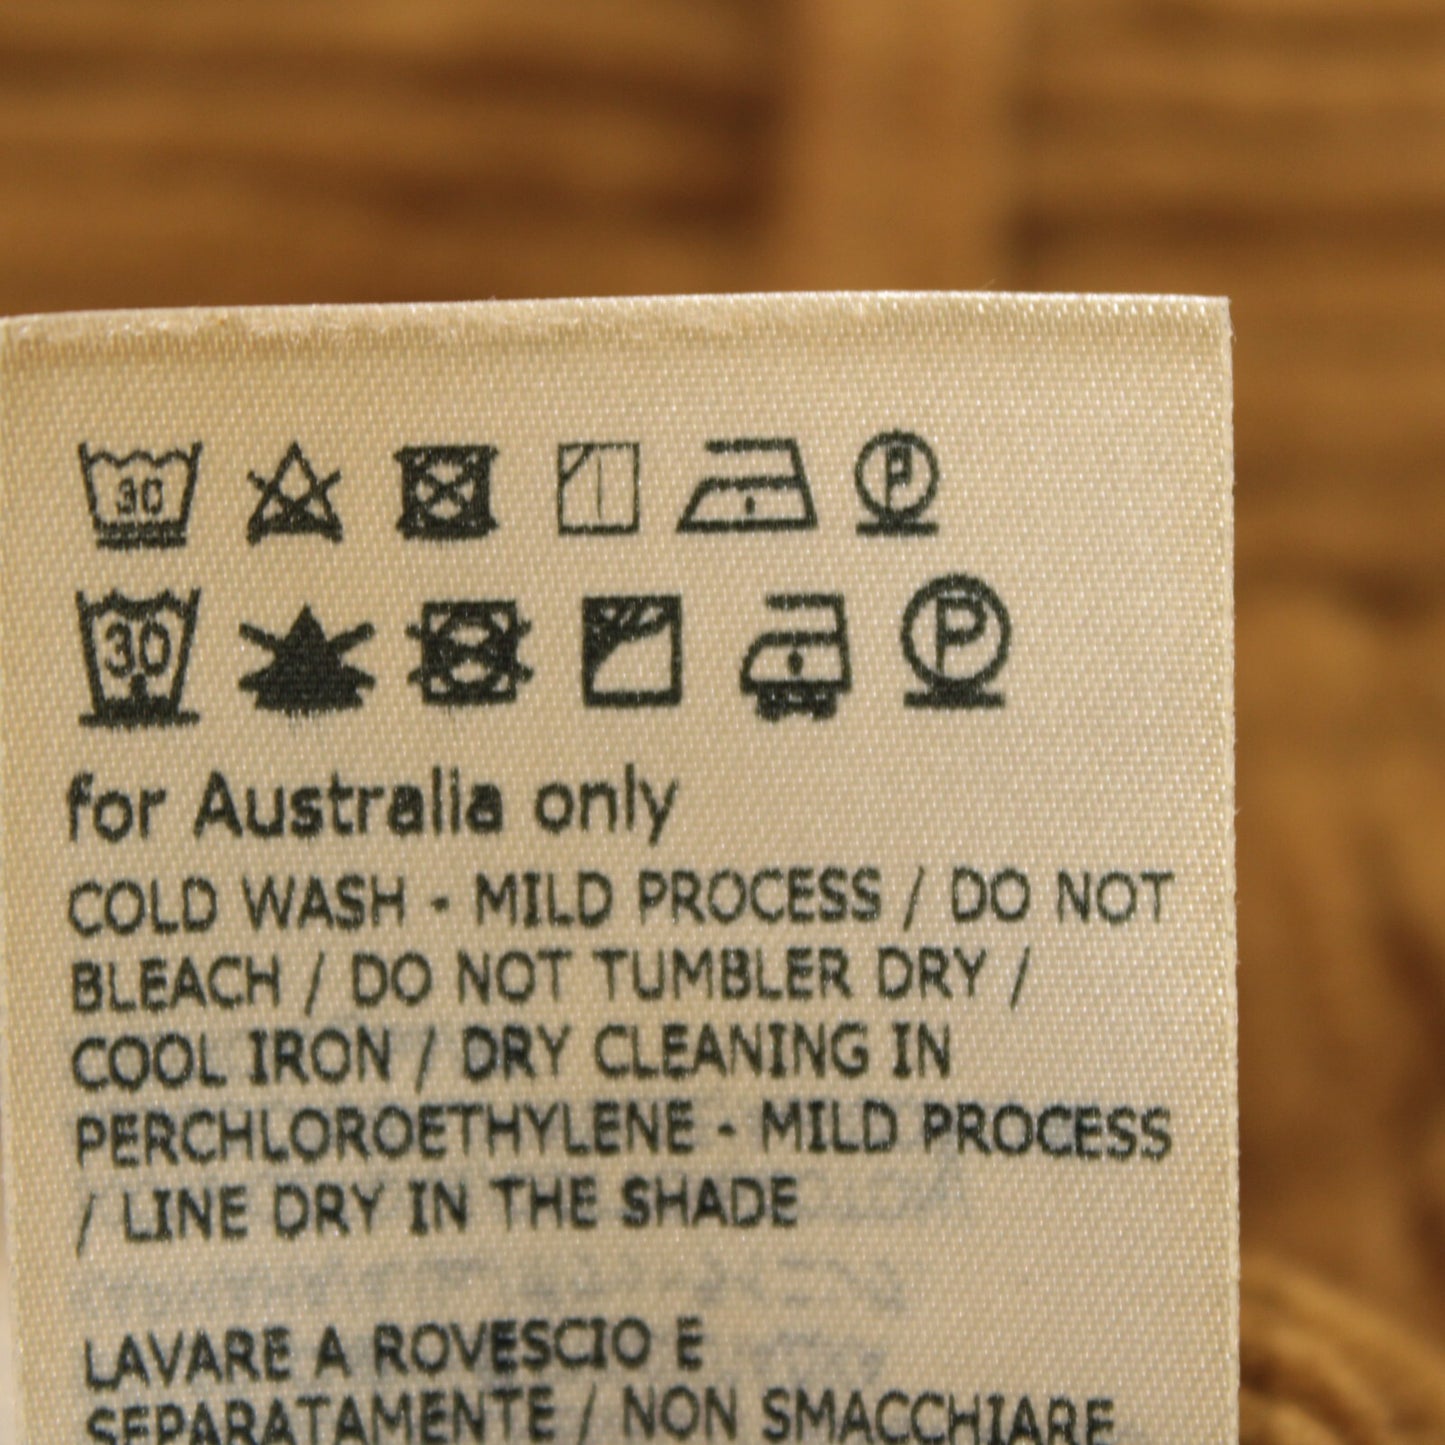 30 P
30 P
for Australia only
COLD WASH - MILD PROCESS / DO NOT
BLEACH / DO NOT TUMBLER DRY /
COOL IRON / DRY CLEANING IN
PERCHLOROETHYLENE - MILD PROCESS
/ LINE DRY IN THE SHADE
LAVARE A ROVESCIO E
SEPARATAMENTE / NON SMACCHIARE